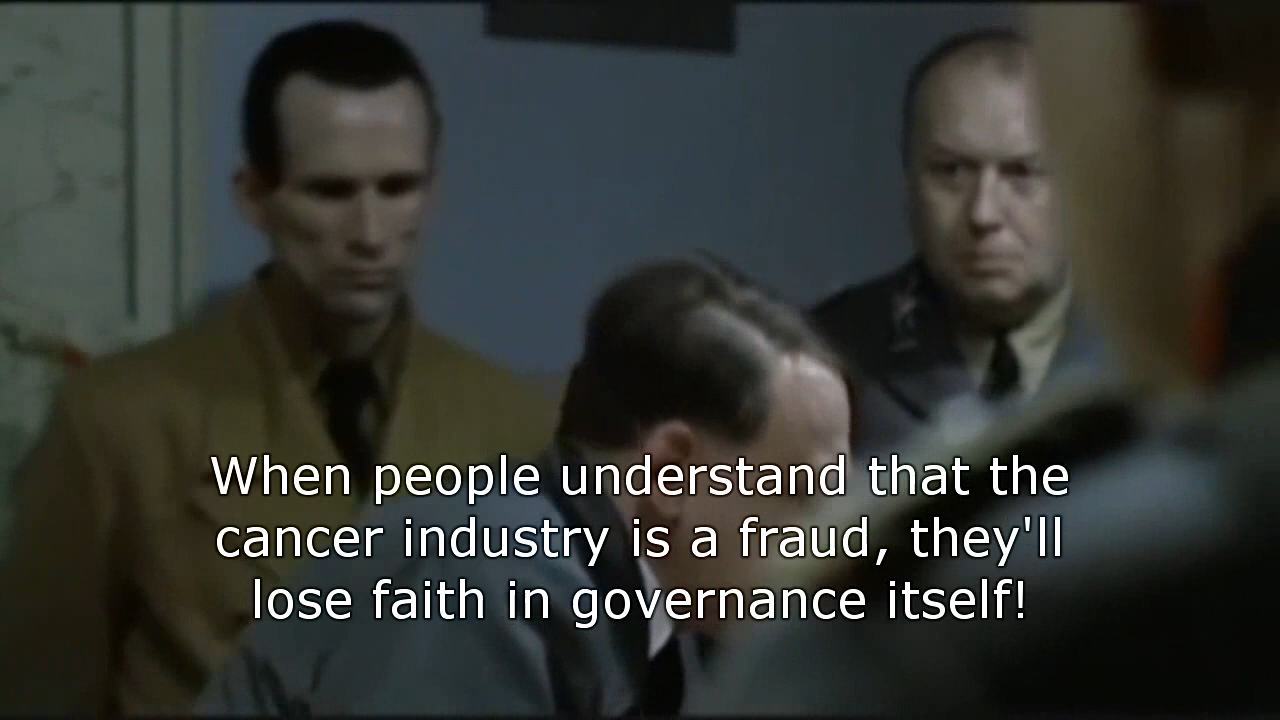 When people understand that the
cancer industry is a fraud, they'll
lose faith in governance itself!